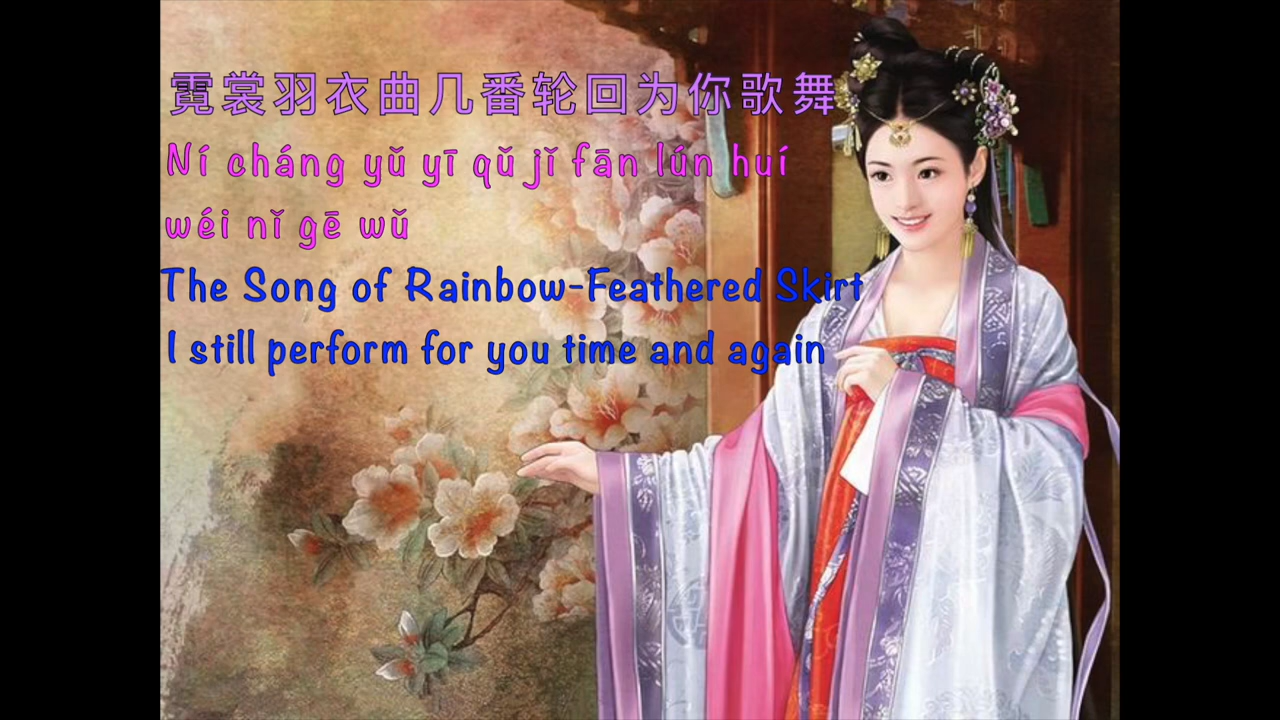 霓裳羽衣曲几番轮回为你歌舞
Ní cháng yǔ yī qǔ jǐ fān lún huí
wéi nǐ gē wǔ
The Song of Rainbow-Feathered Skirt
I still perform for you time and again